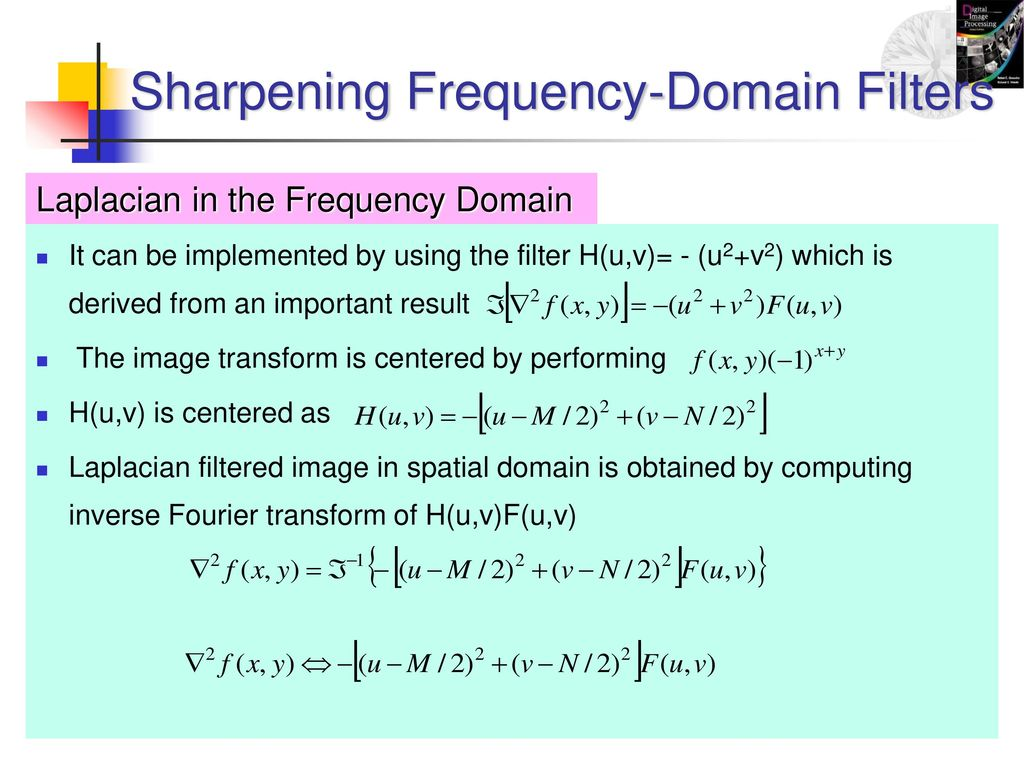 Digital
Image
Processing
Sharpening Frequency-Domain Filters
Laplacian in the Frequency Domain
It can be implemented by using the filter H(u,v)= - (u²+v²) which is
derived from an important result ℑ[∇² f (x, y)] = −(u² + v²)F(u, v)
The image transform is centered by performing f (x, y)(−1)ˣ⁺ʸ
H(u,v) is centered as H(u, v) = −[(u − M / 2)² + (v − N / 2)²]
Laplacian filtered image in spatial domain is obtained by computing
inverse Fourier transform of H(u,v)F(u,v)
∇² f (x, y) = ℑ⁻¹{− [(u − M / 2)² + (v − N / 2)²]F(u, v)}
∇² f (x, y) ⇔ −[(u − M / 2)² + (v − N / 2)²]F(u, v)